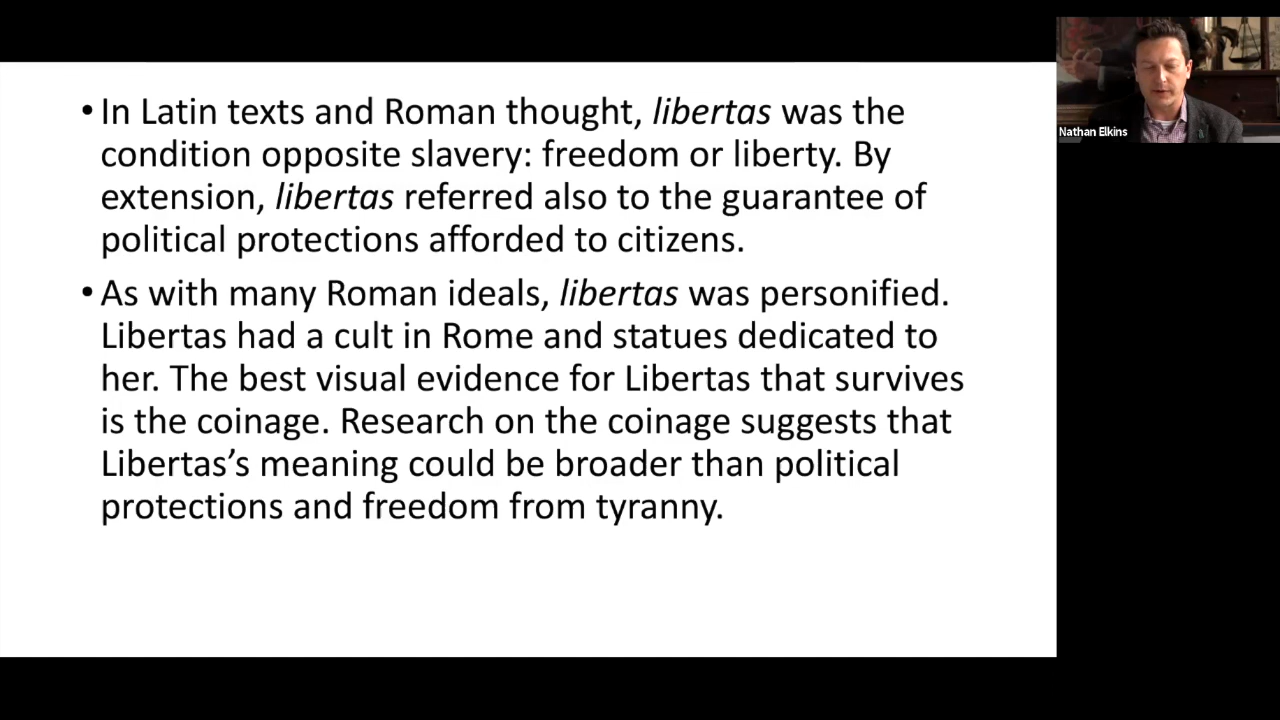 • In Latin texts and Roman thought, libertas was the
condition opposite slavery: freedom or liberty. By
extension, libertas referred also to the guarantee of
political protections afforded to citizens.
• As with many Roman ideals, libertas was personified.
Libertas had a cult in Rome and statues dedicated to
her. The best visual evidence for Libertas that survives
is the coinage. Research on the coinage suggests that
Libertas’s meaning could be broader than political
protections and freedom from tyranny.
Nathan Elkins